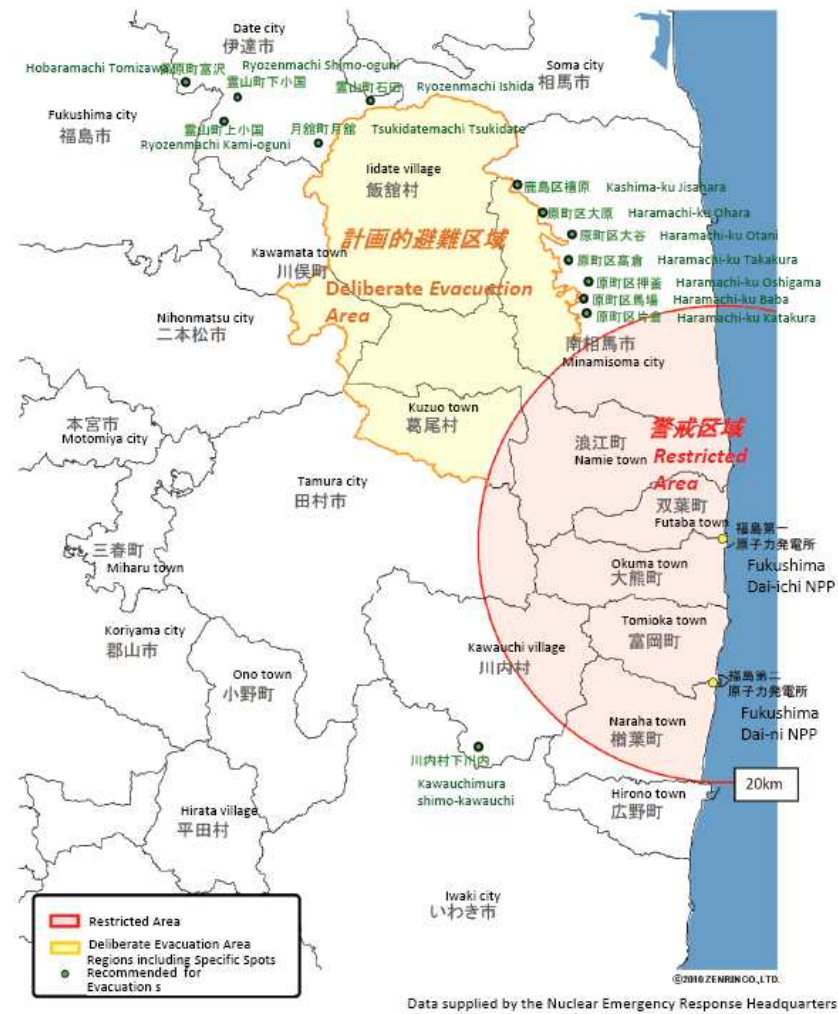 Date city
伊達市
Hobaramachi Tomizawa
原町富沢
Ryozenmachi Shimo-oguni
霊山町下小国
霊山町石田
Ryozenmachi Ishida
Soma city
相馬市
Fukushima city
福島市
霊山町上小国
Ryozenmachi Kami-oguni
月舘町月舘
Tsukidatemachi Tsukidate
Iidate village
飯舘村
鹿島区橲原 Kashima-ku Jisahara
原町区大原 Haramachi-ku Ohara
原町区大谷 Haramachi-ku Otani
原町区高倉 Haramachi-ku Takakura
原町区押釜 Haramachi-ku Oshigama
原町区馬場 Haramachi-ku Baba
原町区片倉 Haramachi-ku Katakura
計画的避難区域
Deliberate Evacuation
Area
Kawamata town
川俣町
Nihonmatsu city
二本松市
南相馬市
Minamisoma city
Kuzuo town
葛尾村
本宮市
Motomiya city
警戒区域
Restricted
Area
浪江町
Namie town
Tamura city
田村市
双葉町
Futaba town
福島第一
原子力発電所
Fukushima
Dai-ichi NPP
三春町
Miharu town
Okuma town
大熊町
Koriyama city
郡山市
Tomioka town
富岡町
Kawauchi village
川内村
Ono town
小野町
福島第二
原子力発電所
Fukushima
Dai-ni NPP
Naraha town
楢葉町
川内村下川内
Kawauchimura
shimo-kawauchi
20km
Hirono town
広野町
Hirata village
平田村
Iwaki city
いわき市
Restricted Area
Deliberate Evacuation Area
Regions including Specific Spots
Recommended for
Evacuation s
©2010 ZENRIN CO., LTD.
Data supplied by the Nuclear Emergency Response Headquarters